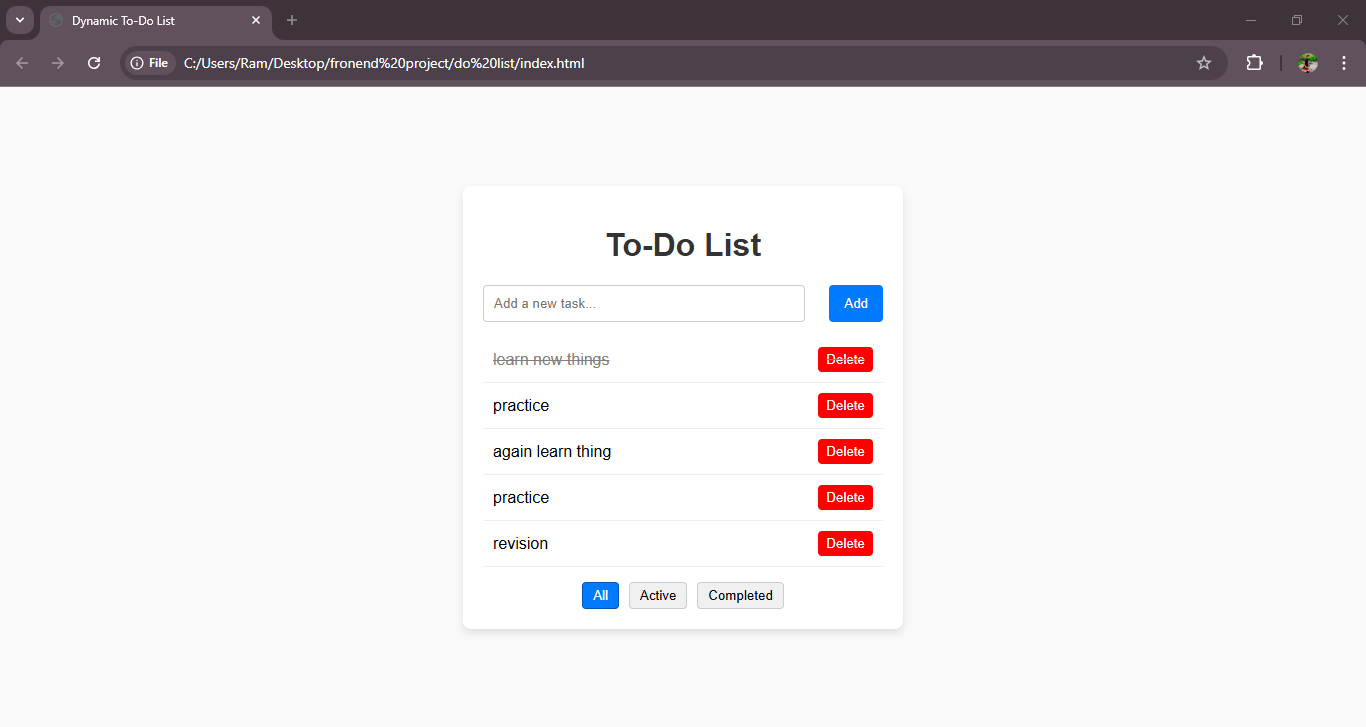 Dynamic To-Do List
File C:/Users/Ram/Desktop/fronend%20project/do%20list/index.html
To-Do List
Add a new task... Add
learn new things Delete
practice Delete
again learn thing Delete
practice Delete
revision Delete
All Active Completed